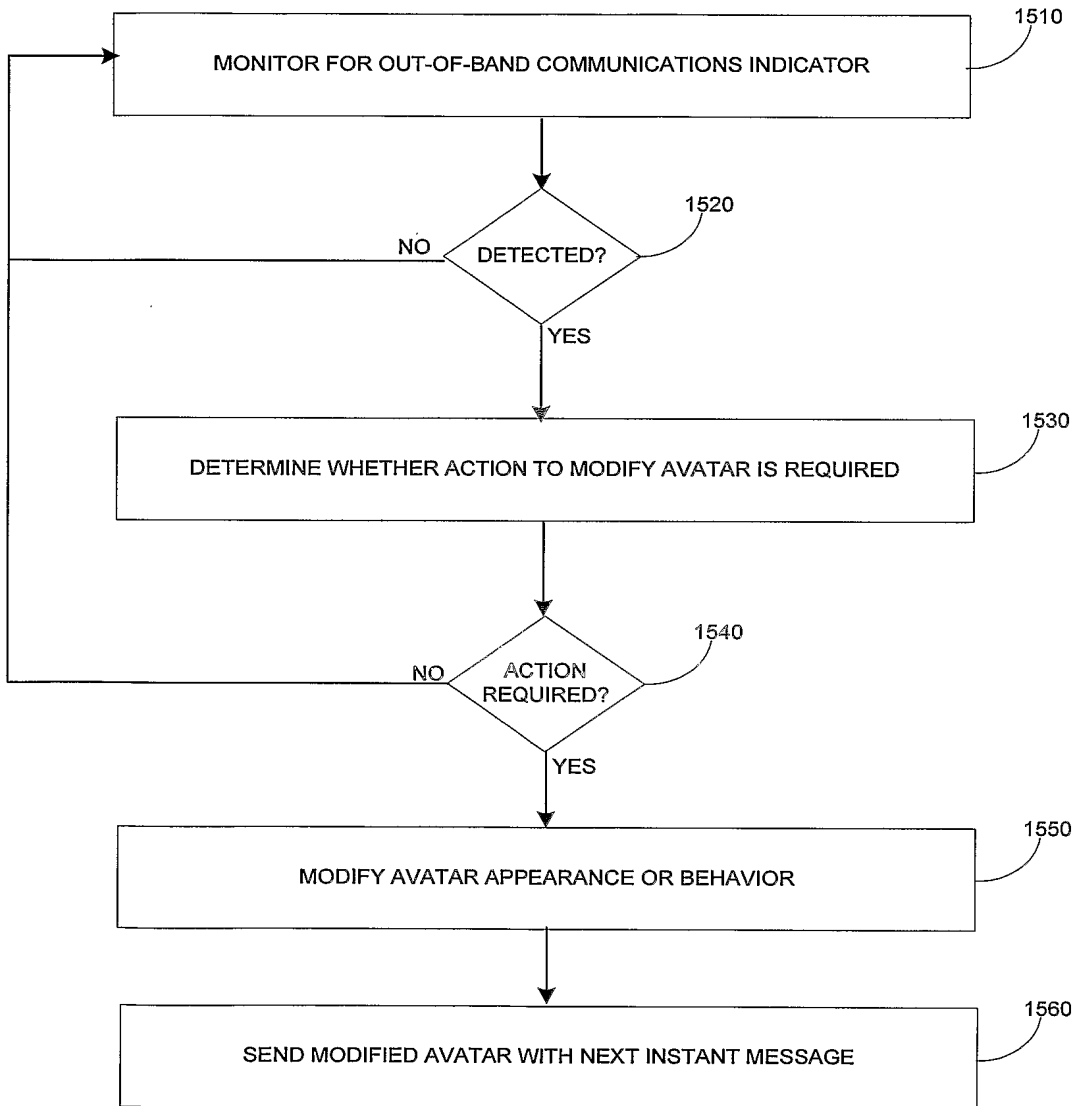 1510
MONITOR FOR OUT-OF-BAND COMMUNICATIONS INDICATOR
1520
NO
DETECTED?
YES
1530
DETERMINE WHETHER ACTION TO MODIFY AVATAR IS REQUIRED
1540
NO
ACTION
REQUIRED?
YES
1550
MODIFY AVATAR APPEARANCE OR BEHAVIOR
1560
SEND MODIFIED AVATAR WITH NEXT INSTANT MESSAGE